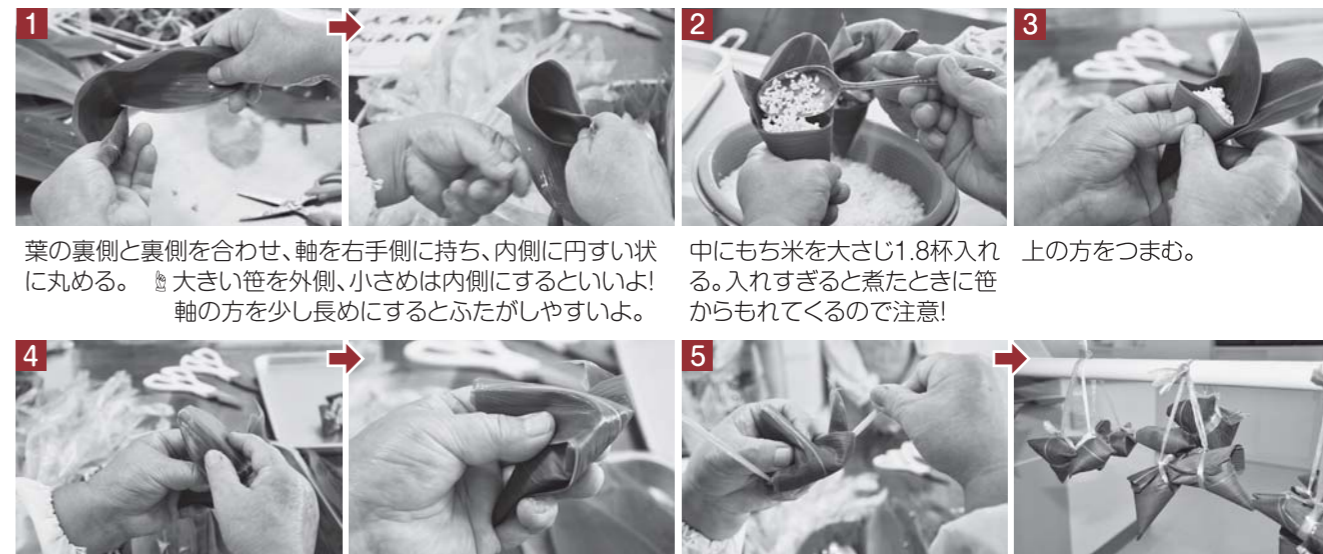 1
葉の裏側と裏側を合わせ、軸を右手側に持ち、内側に円すい状
に丸める。 大きい笹を外側、小さめは内側にするといいよ!
軸の方を少し長めにするとふたがしやすいよ。
2
中にもち米を大さじ1.8杯入れ
る。入れすぎると煮たときに笹
からもれてくるので注意!
3
上の方をつまむ。
4
5